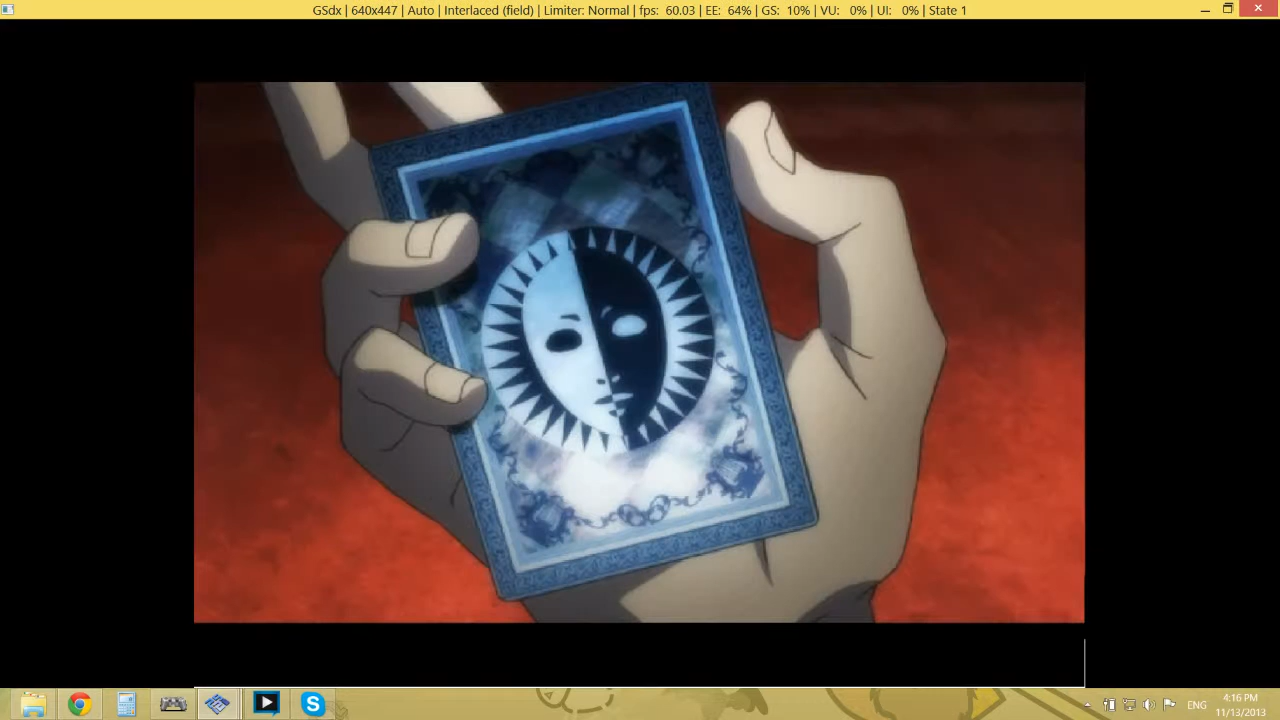 GSdx | 640x447 | Auto | Interlaced (field) | Limiter: Normal | fps: 60.03 | EE: 64% | GS: 10% | VU: 0% | UI: 0% | State 1
ENG
4:16 PM
11/13/2013